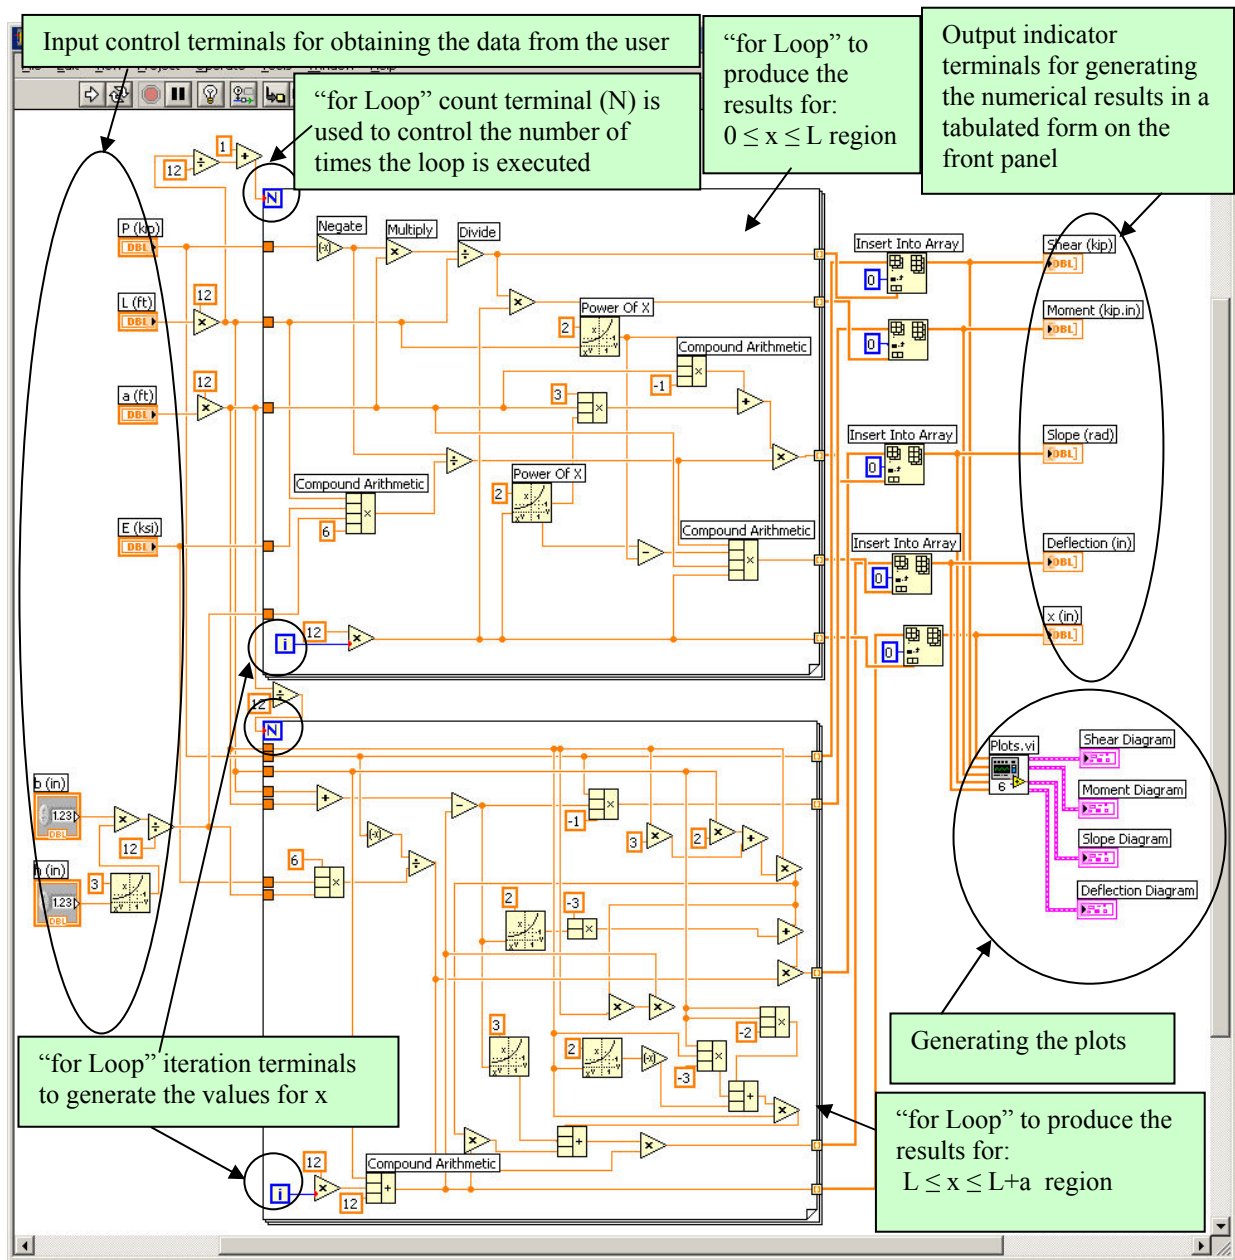 Input control terminals for obtaining the data from the user
"for Loop" to
produce the
results for:
0 ≤ x ≤ L region
Output indicator
terminals for generating
the numerical results in a
tabulated form on the
front panel
"for Loop" count terminal (N) is
used to control the number of
times the loop is executed
1
12
N
P (kip)
DBL
Negate
Multiply
Divide
Insert Into Array
0
Shear (kip)
DBL
12
L (ft)
DBL
Power Of X
2
0
Moment (kip.in)
DBL
Compound Arithmetic
-1
12
a (ft)
DBL
3
Insert Into Array
0
Slope (rad)
DBL
Compound Arithmetic
6
Power Of X
2
E (ksi)
DBL
Compound Arithmetic
Insert Into Array
0
Deflection (in)
DBL
x (in)
DBL
12
i
0
12
N
Plots.vi
6
Shear Diagram
Moment Diagram
Slope Diagram
Deflection Diagram
b (in)
1.23
DBL
12
h (in)
1.23
DBL
3
-1
3
2
6
2
-3
3
2
-2
-3
Generating the plots
"for Loop" iteration terminals
to generate the values for x
"for Loop" to produce the
results for:
L ≤ x ≤ L+a region
12
i
12
Compound Arithmetic